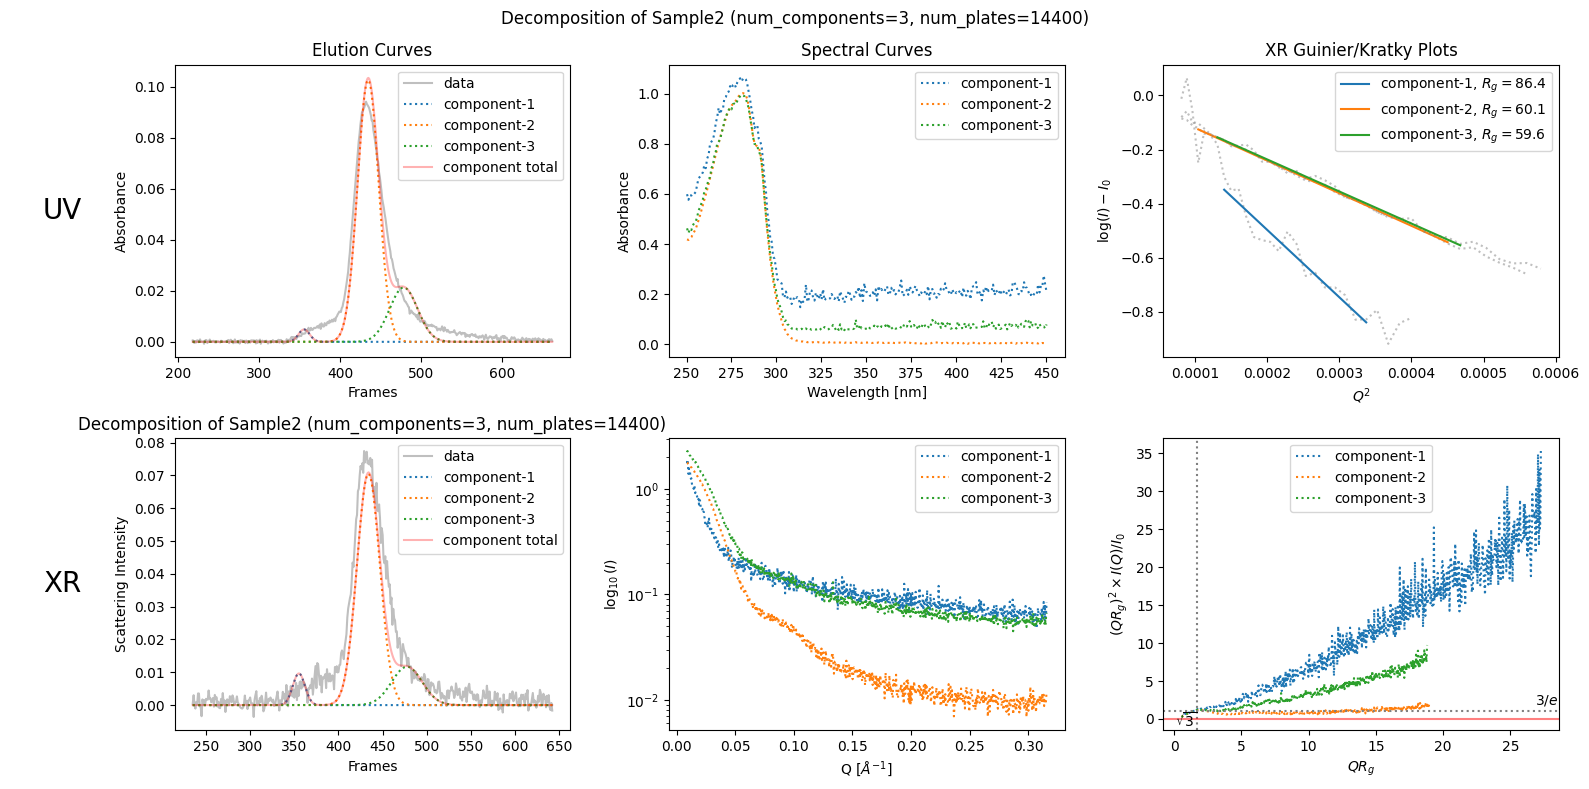 Decomposition of Sample2 (num_components=3, num_plates=14400)
UV
Elution Curves
Absorbance
0.10
0.08
0.06
0.04
0.02
0.00
data
component-1
component-2
component-3
component total
200 300 400 500 600
Frames
Spectral Curves
Absorbance
1.0
0.8
0.6
0.4
0.2
0.0
component-1
component-2
component-3
250 275 300 325 350 375 400 425 450
Wavelength [nm]
XR Guinier/Kratky Plots
log(I) − I₀
0.0
−0.2
−0.4
−0.6
−0.8
component-1, R_g = 86.4
component-2, R_g = 60.1
component-3, R_g = 59.6
0.0001 0.0002 0.0003 0.0004 0.0005 0.0006
Q²
Decomposition of Sample2 (num_components=3, num_plates=14400)
XR
Scattering Intensity
0.08
0.07
0.06
0.05
0.04
0.03
0.02
0.01
0.00
data
component-1
component-2
component-3
component total
250 300 350 400 450 500 550 600 650
Frames
log₁₀(I)
10⁰
10⁻¹
10⁻²
component-1
component-2
component-3
0.00 0.05 0.10 0.15 0.20 0.25 0.30
Q [Å⁻¹]
(QR_g)² × I(Q)/I₀
35
30
25
20
15
10
5
0
component-1
component-2
component-3
3/e
√3
0 5 10 15 20 25
QR_g